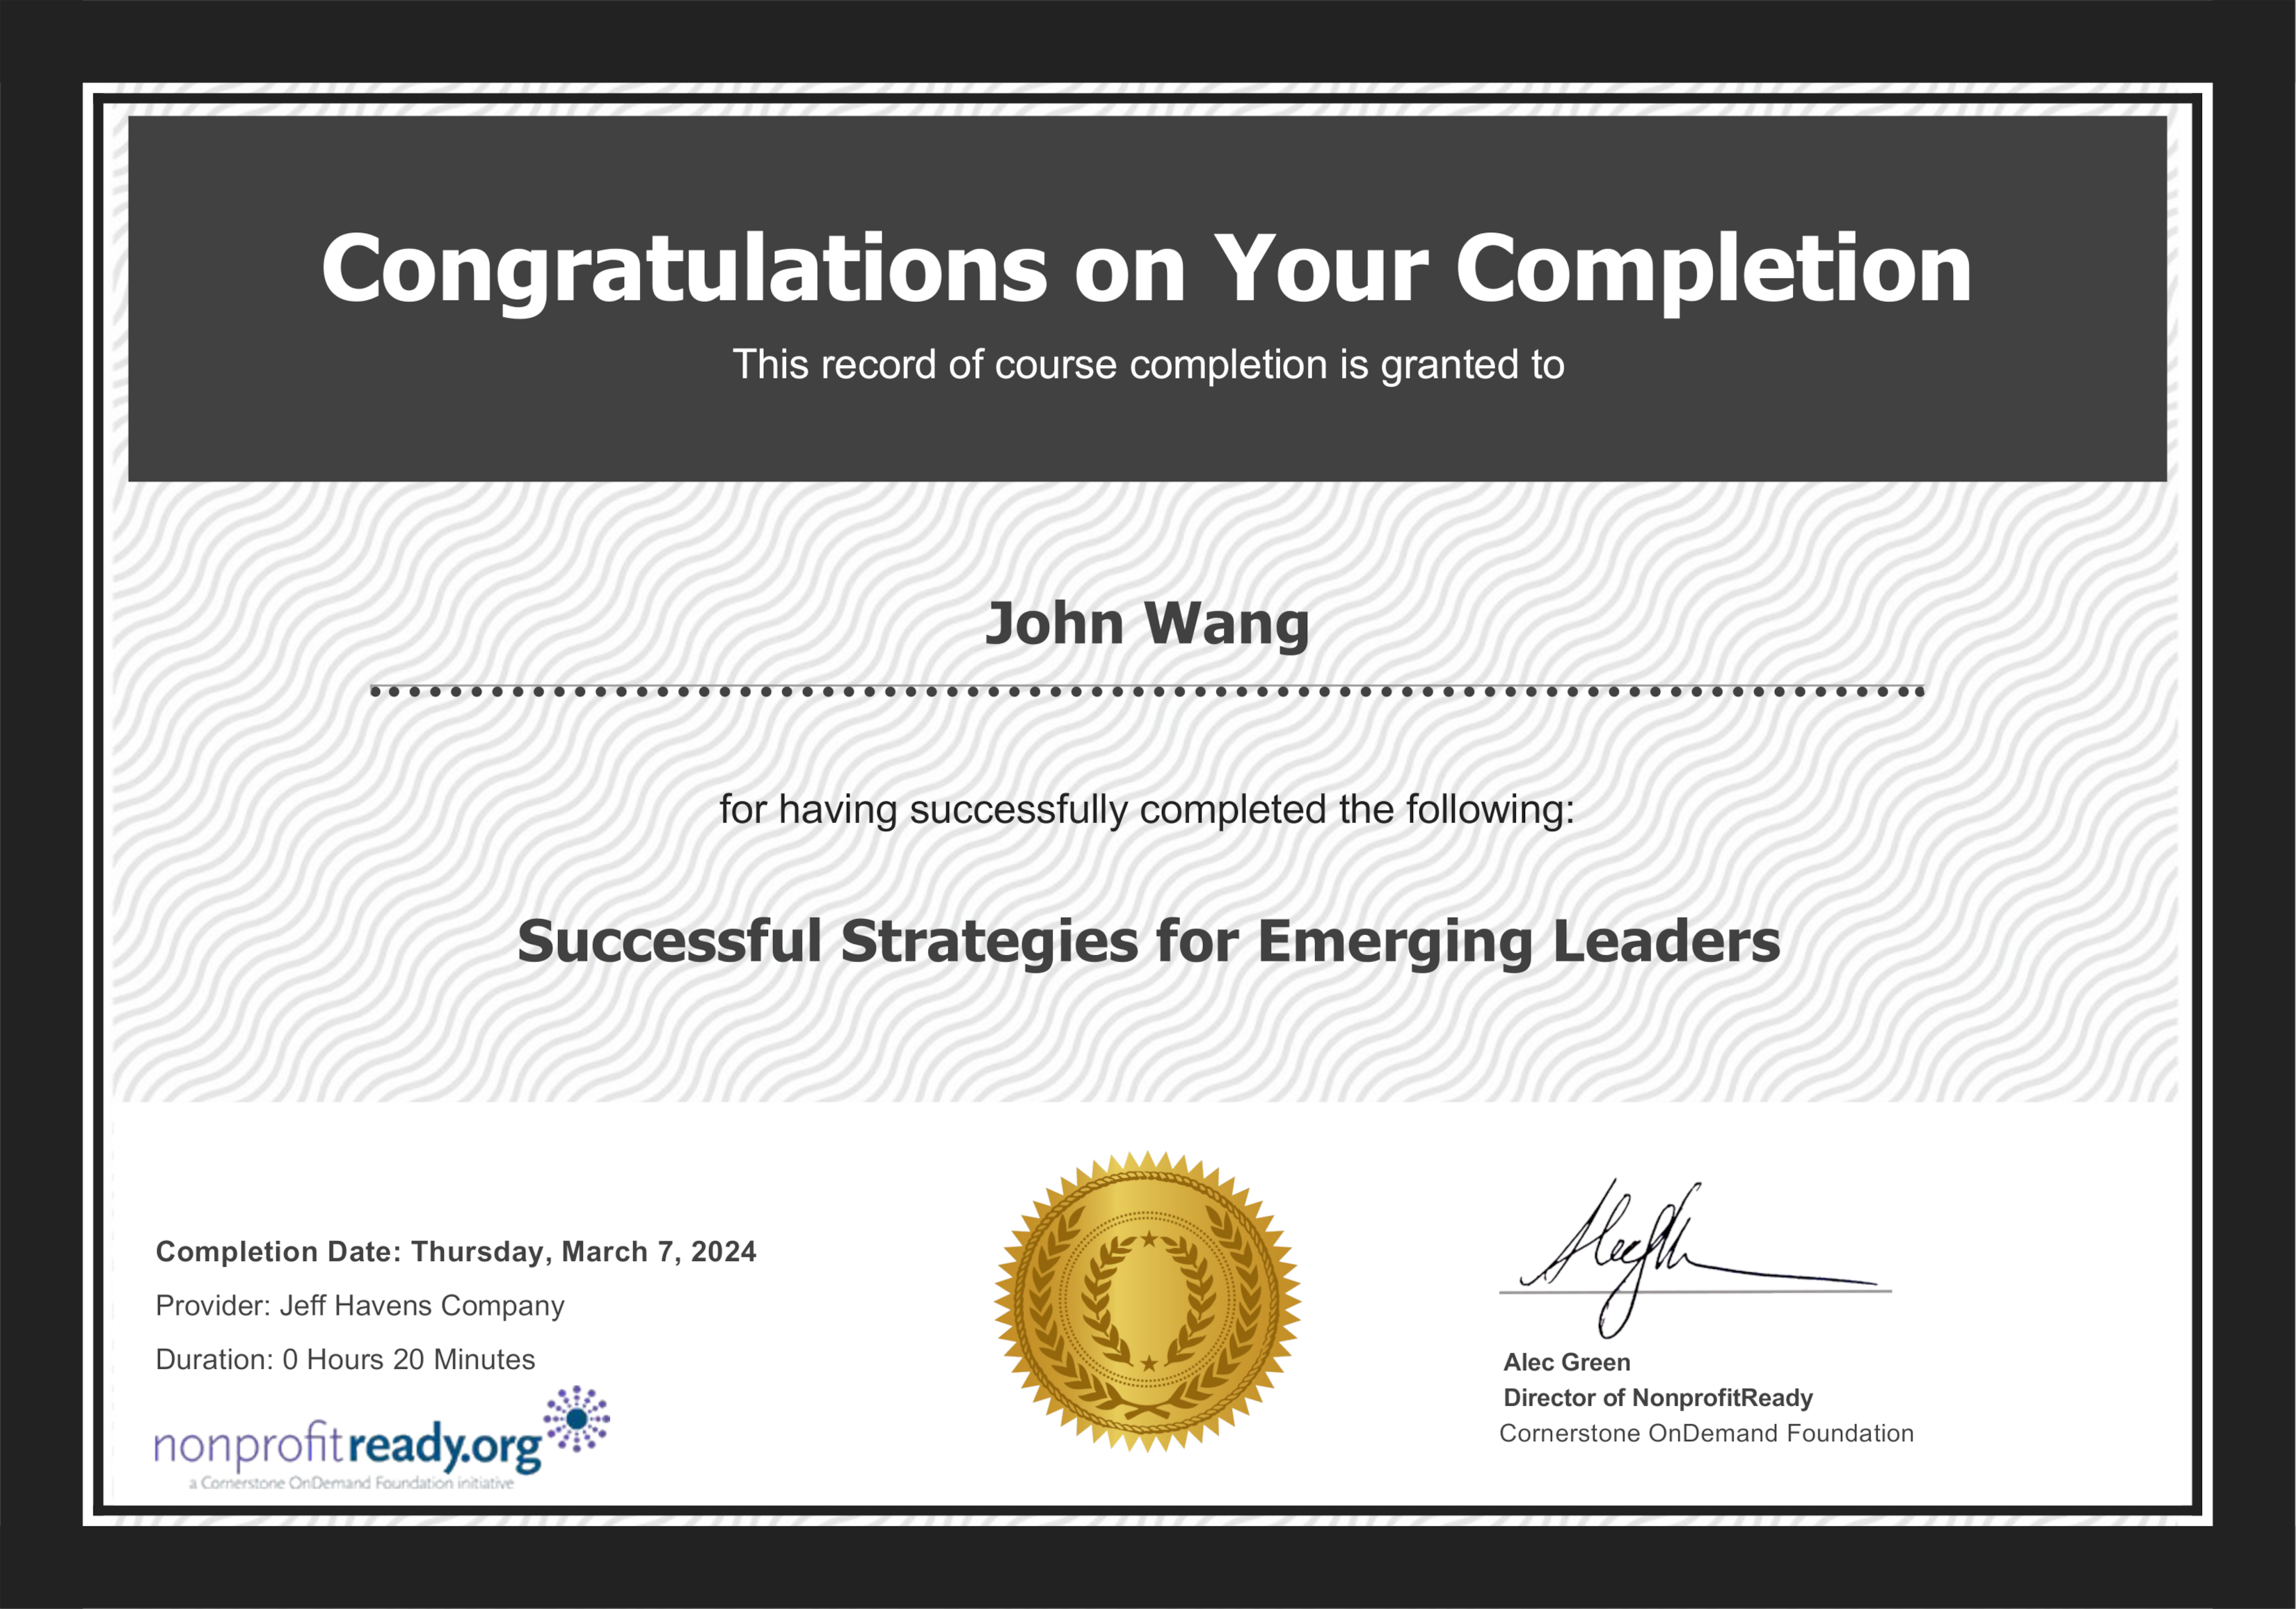 Congratulations on Your Completion
This record of course completion is granted to
John Wang
for having successfully completed the following:
Successful Strategies for Emerging Leaders
Completion Date: Thursday, March 7, 2024
Provider: Jeff Havens Company
Duration: 0 Hours 20 Minutes
nonprofitready.org
a Cornerstone OnDemand Foundation initiative
Alec Green
Director of NonprofitReady
Cornerstone OnDemand Foundation